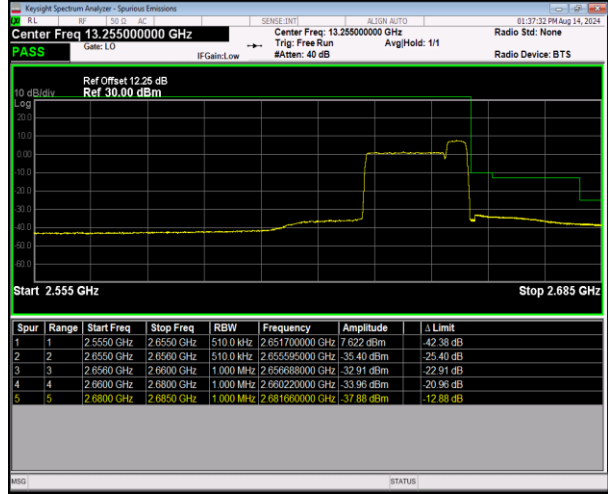 Keysight Spectrum Analyzer - Spurious Emissions
RL RF 50 Ω AC SENSE:INT ALIGN AUTO 01:37:32 PM Aug 14, 2024
Center Freq 13.255000000 GHz Center Freq: 13.255000000 GHz Radio Std: None
Gate: LO Trig: Free Run Avg|Hold: 1/1
PASS IFGain:Low #Atten: 40 dB Radio Device: BTS
Ref Offset 12.25 dB
10 dB/div Ref 30.00 dBm
Log
20.0
10.0
0.00
-10.0
-20.0
-30.0
-40.0
-50.0
-60.0
Start 2.555 GHz Stop 2.685 GHz
Spur Range Start Freq Stop Freq RBW Frequency Amplitude Δ Limit
1 1 2.5550 GHz 2.6550 GHz 510.0 kHz 2.651700000 GHz 7.622 dBm -42.38 dB
2 2 2.6550 GHz 2.6560 GHz 510.0 kHz 2.655595000 GHz -35.40 dBm -25.40 dB
3 3 2.6560 GHz 2.6600 GHz 1.000 MHz 2.656688000 GHz -32.91 dBm -22.91 dB
4 4 2.6600 GHz 2.6800 GHz 1.000 MHz 2.660220000 GHz -33.96 dBm -20.96 dB
5 5 2.6800 GHz 2.6850 GHz 1.000 MHz 2.681660000 GHz -37.88 dBm -12.88 dB
MSG STATUS